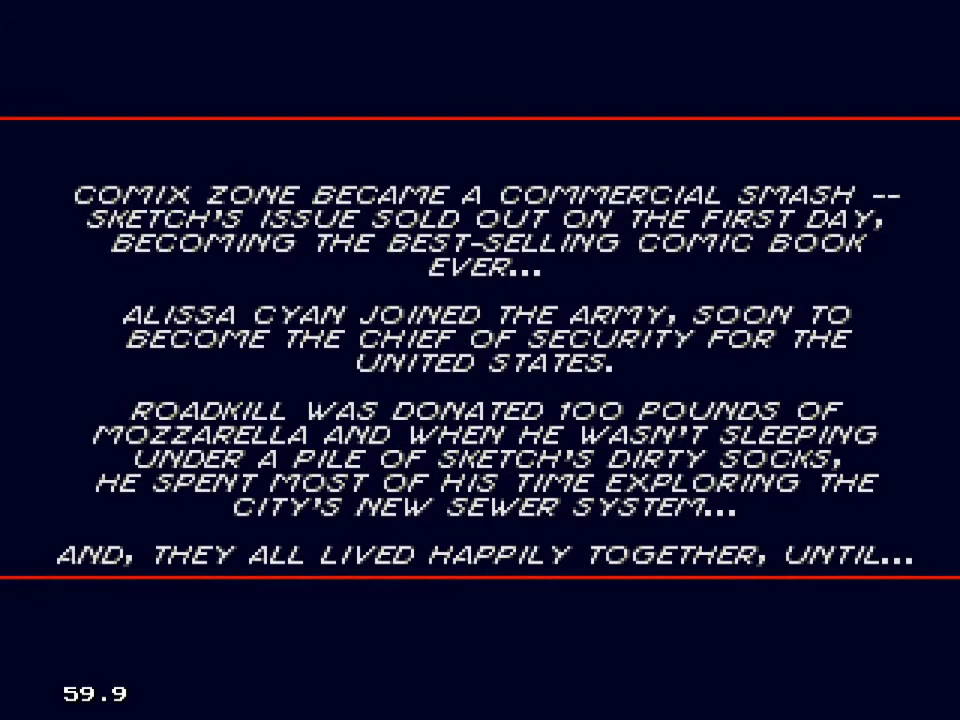 COMIX ZONE BECAME A COMMERCIAL SMASH --
SKETCH'S ISSUE SOLD OUT ON THE FIRST DAY,
BECOMING THE BEST-SELLING COMIC BOOK
EVER...
ALISSA CYAN JOINED THE ARMY, SOON TO
BECOME THE CHIEF OF SECURITY FOR THE
UNITED STATES.
ROADKILL WAS DONATED 100 POUNDS OF
MOZZARELLA AND WHEN HE WASN'T SLEEPING
UNDER A PILE OF SKETCH'S DIRTY SOCKS,
HE SPENT MOST OF HIS TIME EXPLORING THE
CITY'S NEW SEWER SYSTEM...
AND, THEY ALL LIVED HAPPILY TOGETHER, UNTIL...
59.9